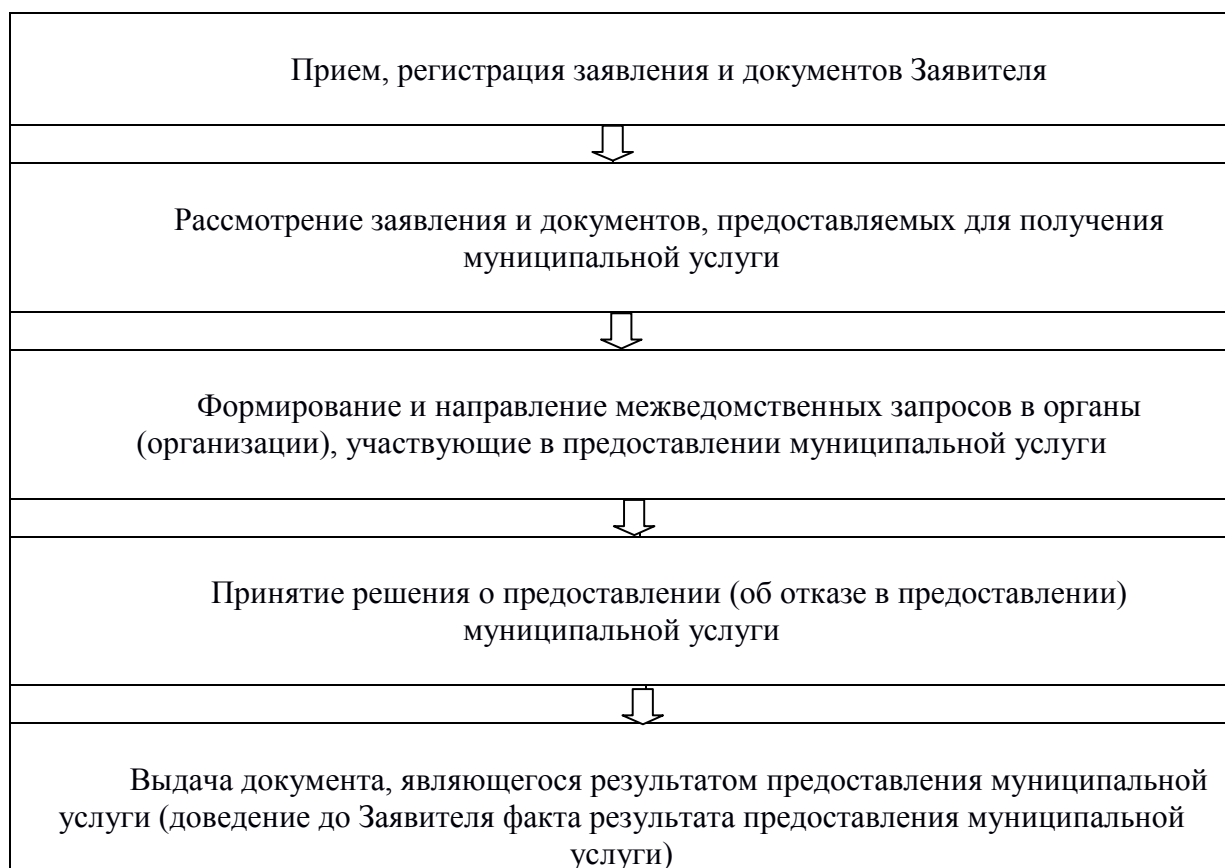 Прием, регистрация заявления и документов Заявителя
Рассмотрение заявления и документов, предоставляемых для получения
муниципальной услуги
Формирование и направление межведомственных запросов в органы
(организации), участвующие в предоставлении муниципальной услуги
Принятие решения о предоставлении (об отказе в предоставлении)
муниципальной услуги
Выдача документа, являющегося результатом предоставления муниципальной
услуги (доведение до Заявителя факта результата предоставления муниципальной
услуги)